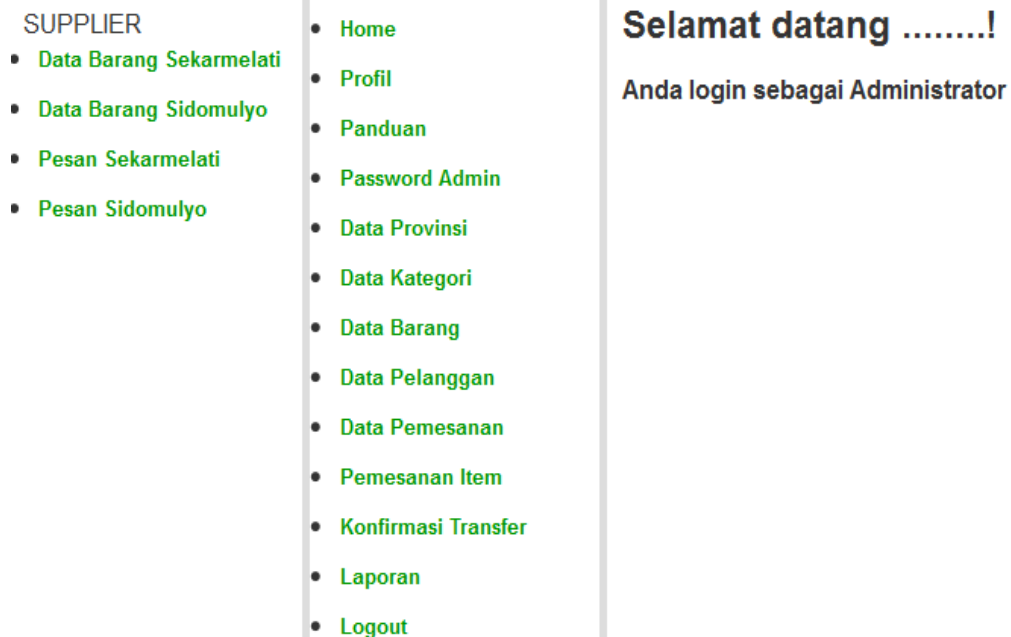 SUPPLIER
Data Barang Sekarmelati
Data Barang Sidomulyo
Pesan Sekarmelati
Pesan Sidomulyo
Home
Profil
Panduan
Password Admin
Data Provinsi
Data Kategori
Data Barang
Data Pelanggan
Data Pemesanan
Pemesanan Item
Konfirmasi Transfer
Laporan
Logout
Selamat datang ........!
Anda login sebagai Administrator